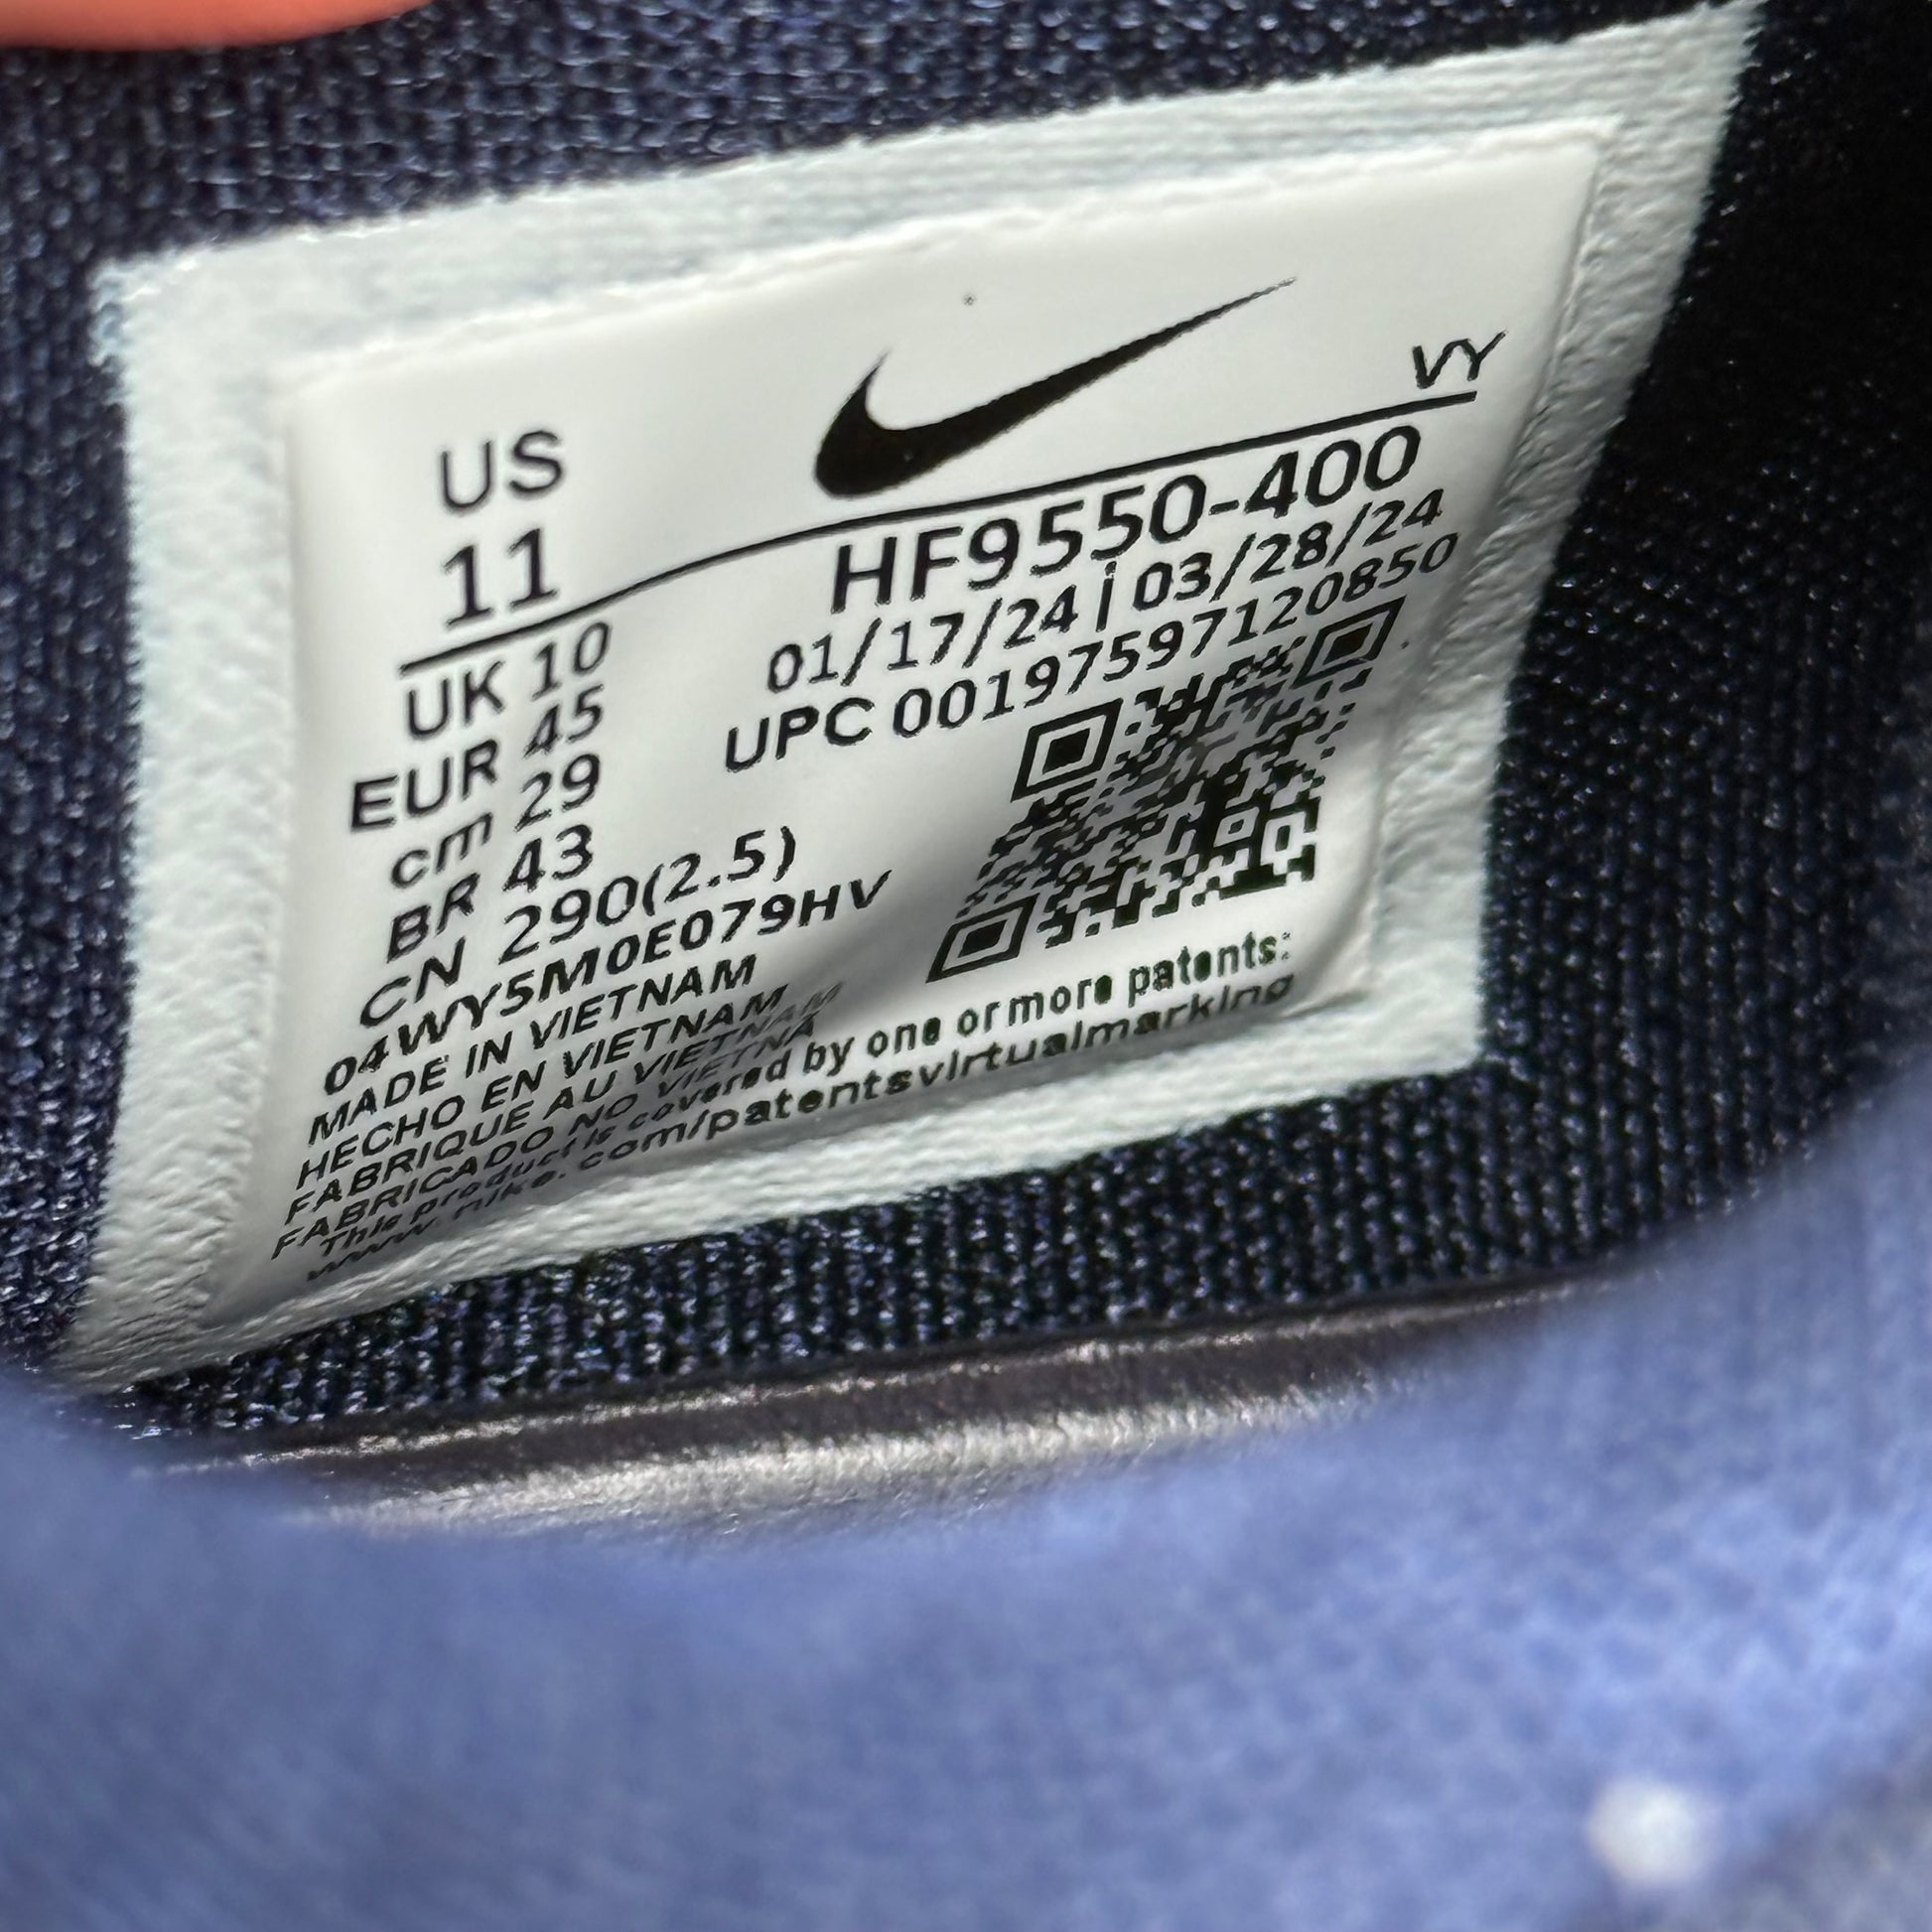 US
11
UK 10
EUR 45
cm 29
BR 43
CN 290(2.5)
VY
HF9550-400
01/17/24 | 03/28/24
UPC 00197597120850
04WY5M0E079HV
MADE IN VIETNAM
HECHO EN VIETNAM
FABRIQUE AU VIETNAM
FABRICADO NO VIETNA
This product is covered by one or more patents:
www.nike.com/patentsvirtualmarking